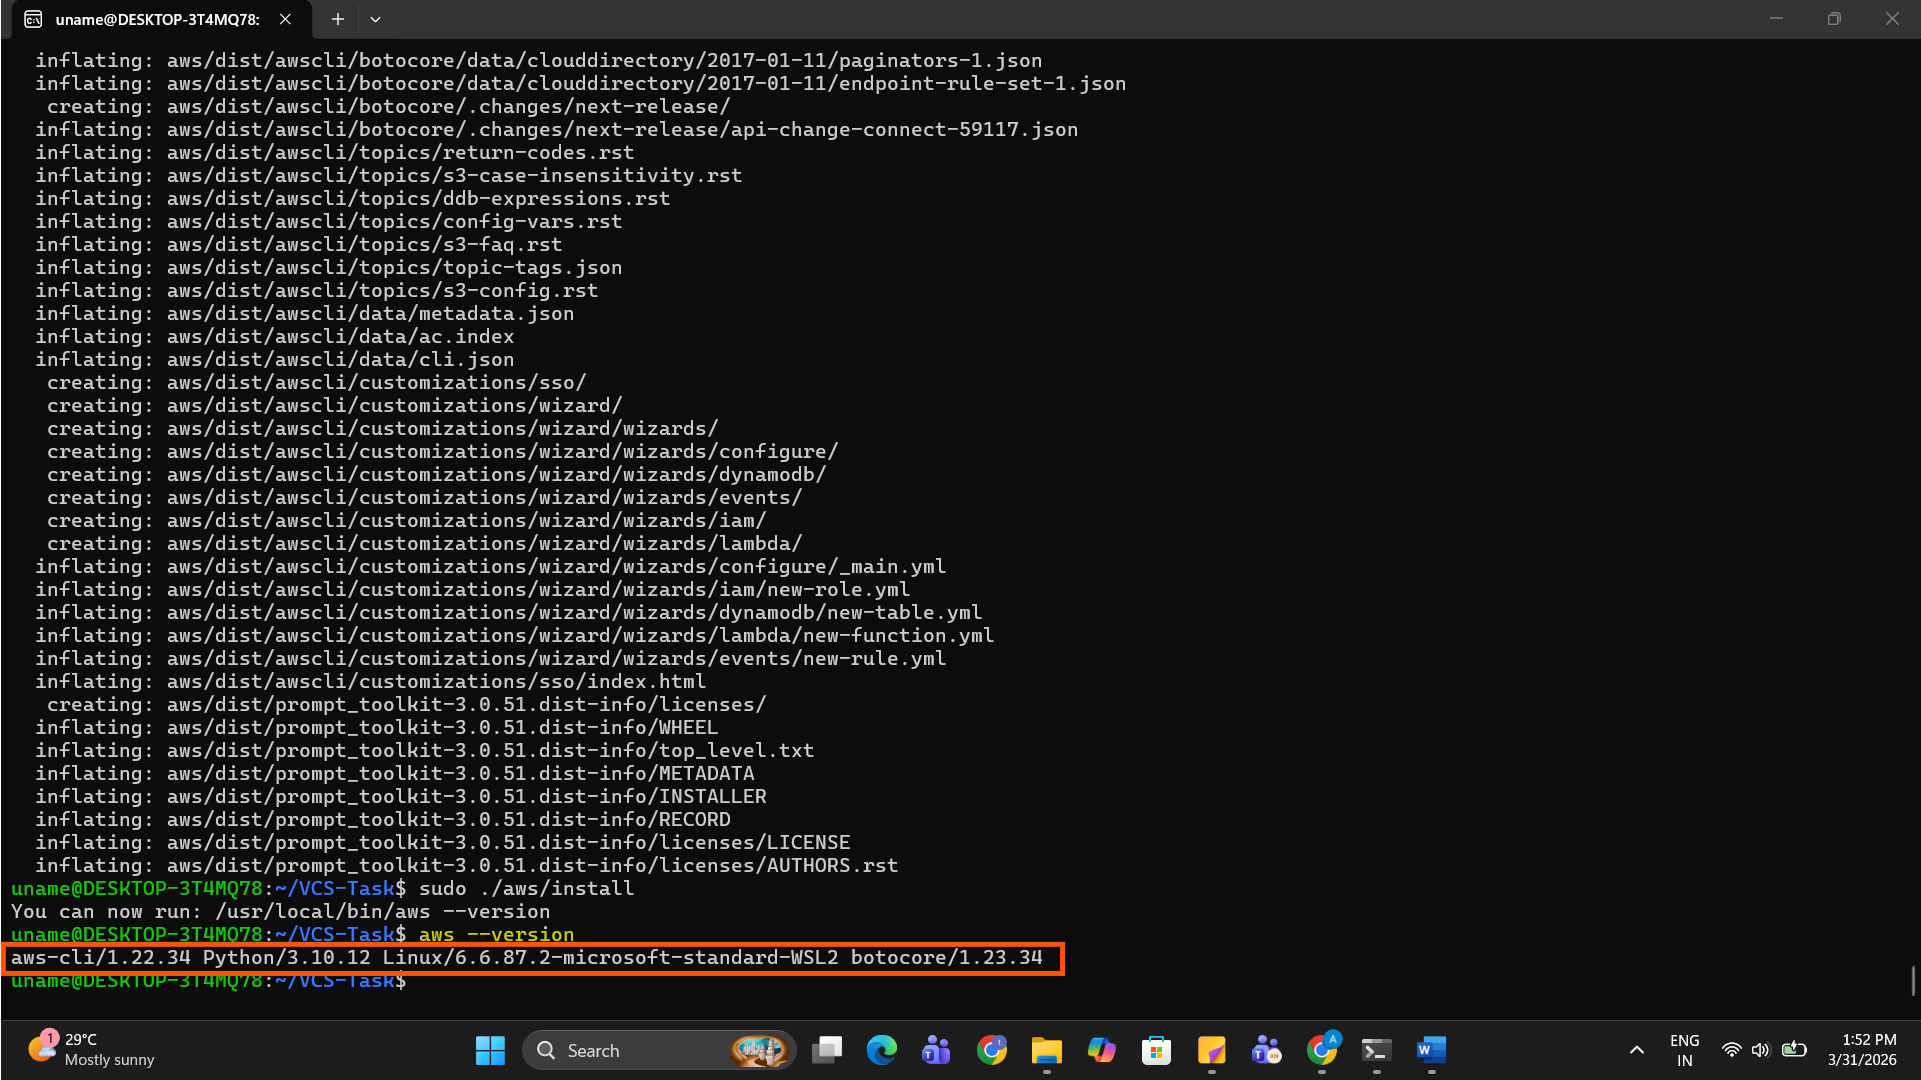 uname@DESKTOP-3T4MQ78:
inflating: aws/dist/awscli/botocore/data/clouddirectory/2017-01-11/paginators-1.json
inflating: aws/dist/awscli/botocore/data/clouddirectory/2017-01-11/endpoint-rule-set-1.json
creating: aws/dist/awscli/botocore/.changes/next-release/
inflating: aws/dist/awscli/botocore/.changes/next-release/api-change-connect-59117.json
inflating: aws/dist/awscli/topics/return-codes.rst
inflating: aws/dist/awscli/topics/s3-case-insensitivity.rst
inflating: aws/dist/awscli/topics/ddb-expressions.rst
inflating: aws/dist/awscli/topics/config-vars.rst
inflating: aws/dist/awscli/topics/s3-faq.rst
inflating: aws/dist/awscli/topics/topic-tags.json
inflating: aws/dist/awscli/topics/s3-config.rst
inflating: aws/dist/awscli/data/metadata.json
inflating: aws/dist/awscli/data/ac.index
inflating: aws/dist/awscli/data/cli.json
creating: aws/dist/awscli/customizations/sso/
creating: aws/dist/awscli/customizations/wizard/
creating: aws/dist/awscli/customizations/wizard/wizards/
creating: aws/dist/awscli/customizations/wizard/wizards/configure/
creating: aws/dist/awscli/customizations/wizard/wizards/dynamodb/
creating: aws/dist/awscli/customizations/wizard/wizards/events/
creating: aws/dist/awscli/customizations/wizard/wizards/iam/
creating: aws/dist/awscli/customizations/wizard/wizards/lambda/
inflating: aws/dist/awscli/customizations/wizard/wizards/configure/_main.yml
inflating: aws/dist/awscli/customizations/wizard/wizards/iam/new-role.yml
inflating: aws/dist/awscli/customizations/wizard/wizards/dynamodb/new-table.yml
inflating: aws/dist/awscli/customizations/wizard/wizards/lambda/new-function.yml
inflating: aws/dist/awscli/customizations/wizard/wizards/events/new-rule.yml
inflating: aws/dist/awscli/customizations/sso/index.html
creating: aws/dist/prompt_toolkit-3.0.51.dist-info/licenses/
inflating: aws/dist/prompt_toolkit-3.0.51.dist-info/WHEEL
inflating: aws/dist/prompt_toolkit-3.0.51.dist-info/top_level.txt
inflating: aws/dist/prompt_toolkit-3.0.51.dist-info/METADATA
inflating: aws/dist/prompt_toolkit-3.0.51.dist-info/INSTALLER
inflating: aws/dist/prompt_toolkit-3.0.51.dist-info/RECORD
inflating: aws/dist/prompt_toolkit-3.0.51.dist-info/licenses/LICENSE
inflating: aws/dist/prompt_toolkit-3.0.51.dist-info/licenses/AUTHORS.rst
uname@DESKTOP-3T4MQ78:~/VCS-Task$ sudo ./aws/install
You can now run: /usr/local/bin/aws --version
uname@DESKTOP-3T4MQ78:~/VCS-Task$ aws --version
aws-cli/1.22.34 Python/3.10.12 Linux/6.6.87.2-microsoft-standard-WSL2 botocore/1.23.34
uname@DESKTOP-3T4MQ78:~/VCS-Task$
1
29°C
Mostly sunny
Search
ENG
IN
1:52 PM
3/31/2026